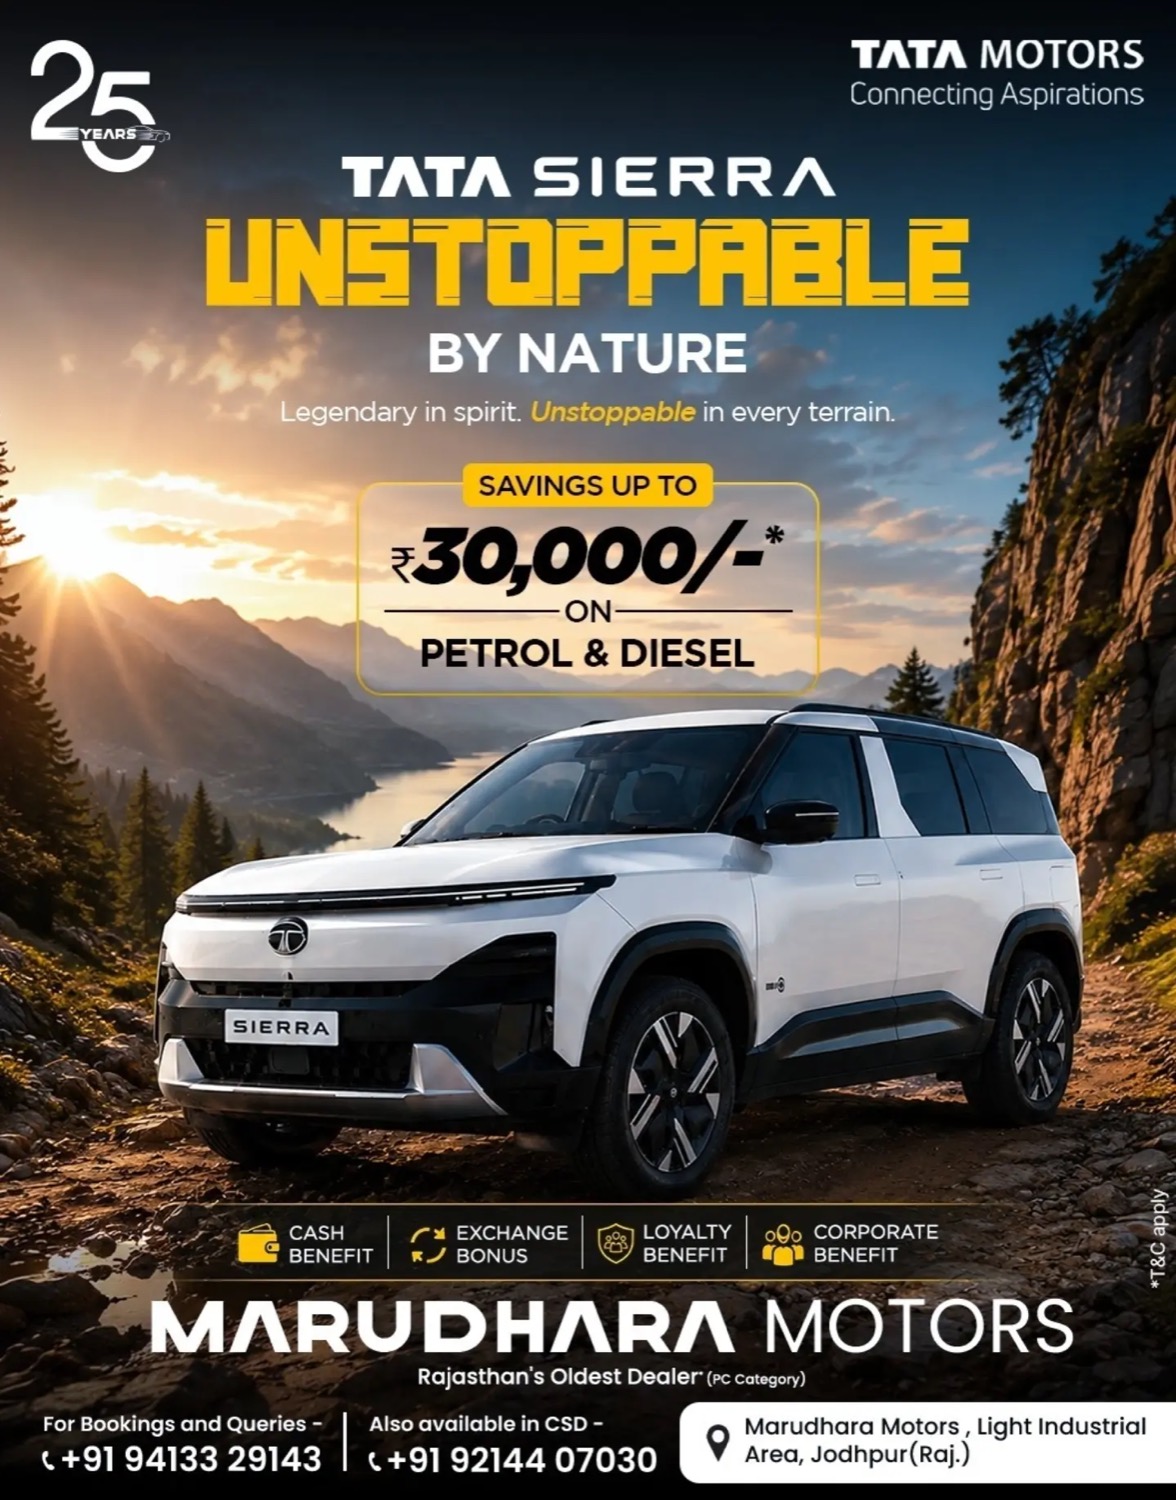 25
YEARS
TATA MOTORS
Connecting Aspirations
TATA SIERRA
UNSTOPPABLE
BY NATURE
Legendary in spirit. Unstoppable in every terrain.
SAVINGS UP TO
₹30,000/-*
ON
PETROL & DIESEL
SIERRA
CASH
BENEFIT
EXCHANGE
BONUS
LOYALTY
BENEFIT
CORPORATE
BENEFIT
*T&C apply
MARUDHARA MOTORS
Rajasthan's Oldest Dealer (PC Category)
For Bookings and Queries -
+91 94133 29143
Also available in CSD -
+91 92144 07030
Marudhara Motors , Light Industrial
Area, Jodhpur(Raj.)